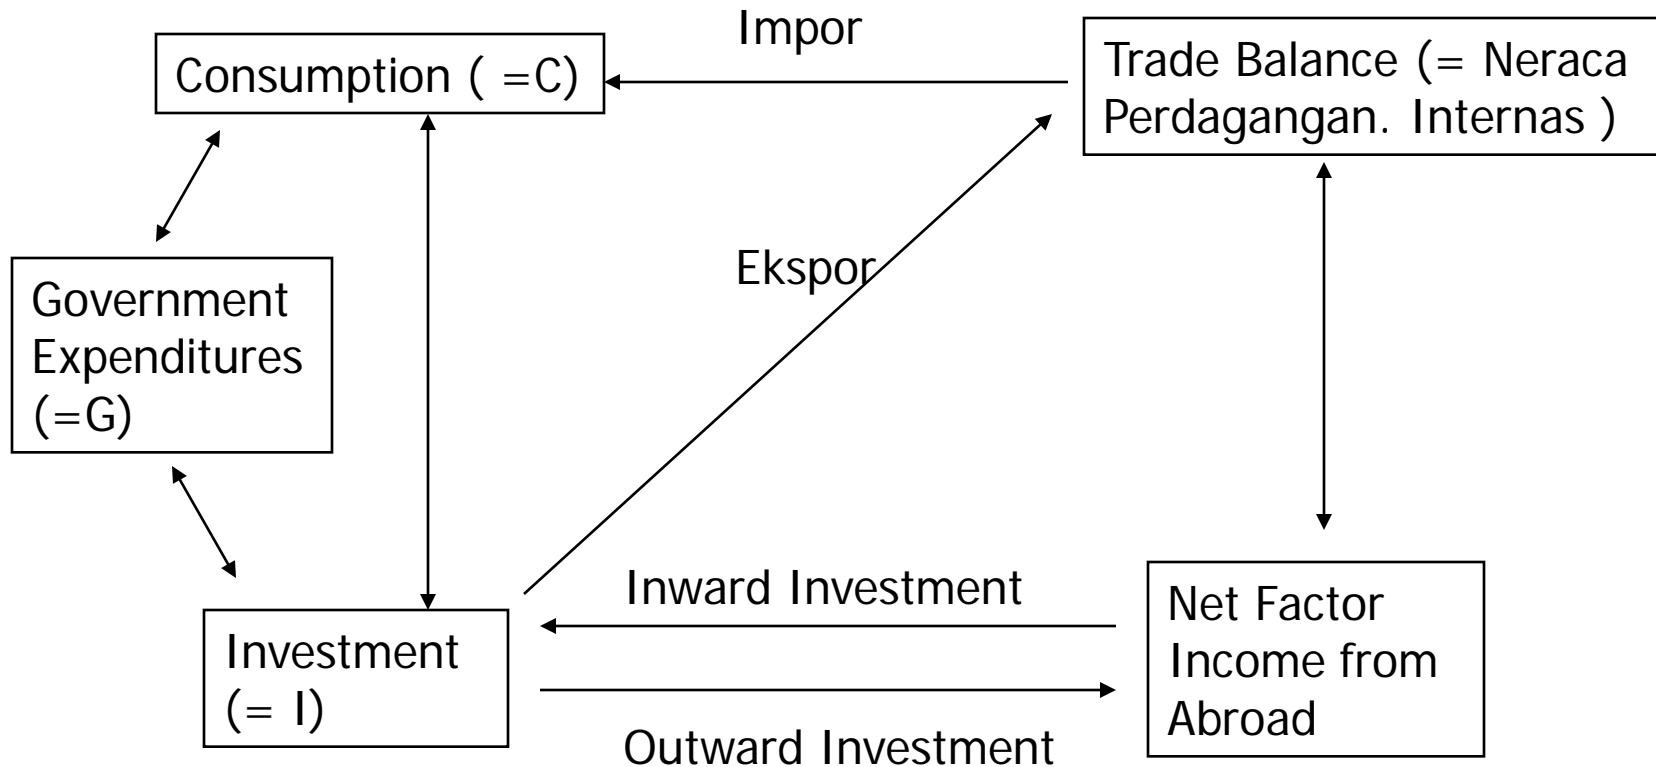 Impor
Consumption ( =C)
Trade Balance (= Neraca
Perdagangan. Internas )
Ekspor
Government
Expenditures
(=G)
Inward Investment
Investment
(= I)
Net Factor
Income from
Abroad
Outward Investment